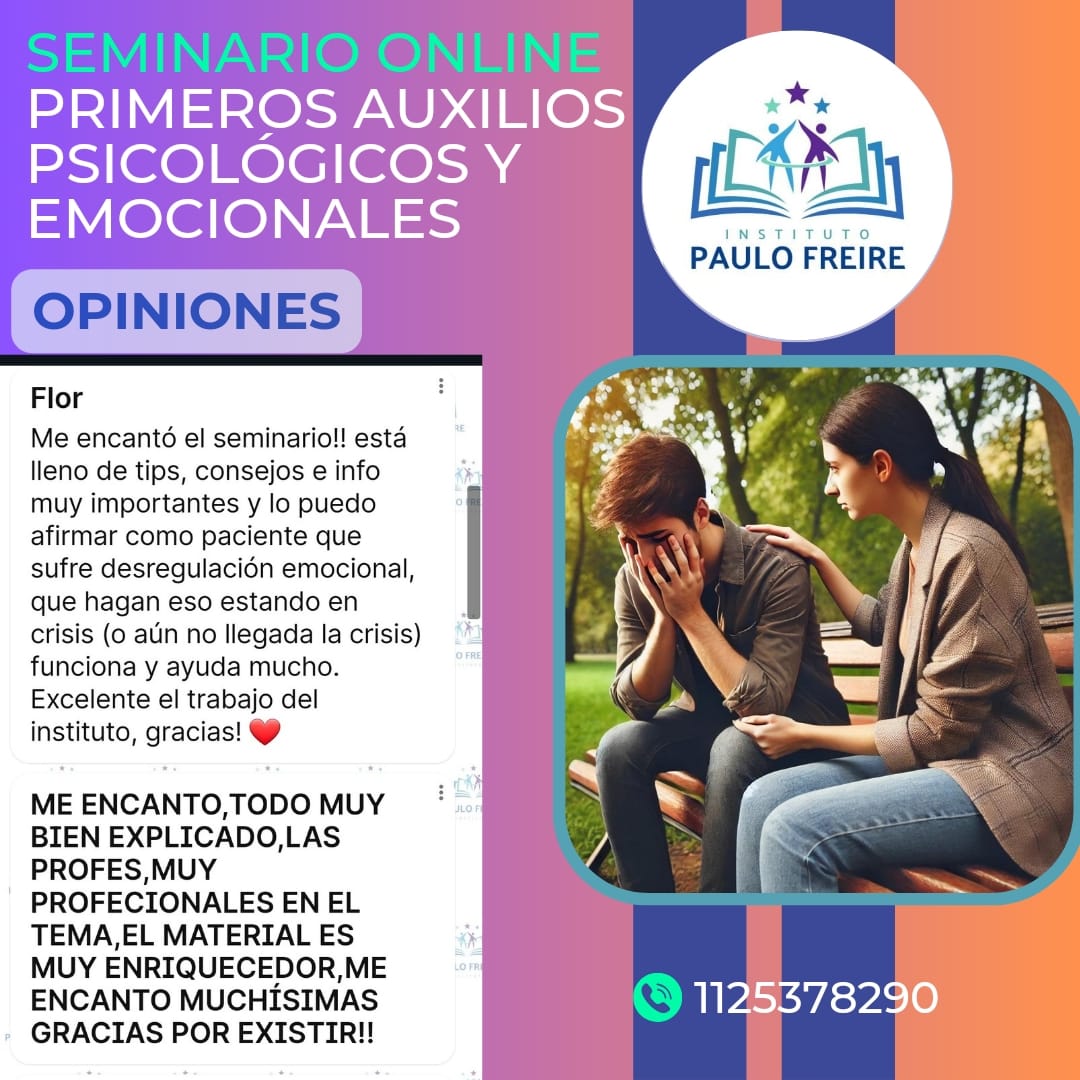 SEMINARIO ONLINE
PRIMEROS AUXILIOS
PSICOLÓGICOS Y
EMOCIONALES
INSTITUTO
PAULO FREIRE
OPINIONES
Flor
Me encantó el seminario!! está
lleno de tips, consejos e info
muy importantes y lo puedo
afirmar como paciente que
sufre desregulación emocional,
que hagan eso estando en
crisis (o aún no llegada la crisis)
funciona y ayuda mucho.
Excelente el trabajo del
instituto, gracias! ❤️
ME ENCANTO,TODO MUY
BIEN EXPLICADO,LAS
PROFES,MUY
PROFECIONALES EN EL
TEMA,EL MATERIAL ES
MUY ENRIQUECEDOR,ME
ENCANTO MUCHÍSIMAS
GRACIAS POR EXISTIR!!
1125378290